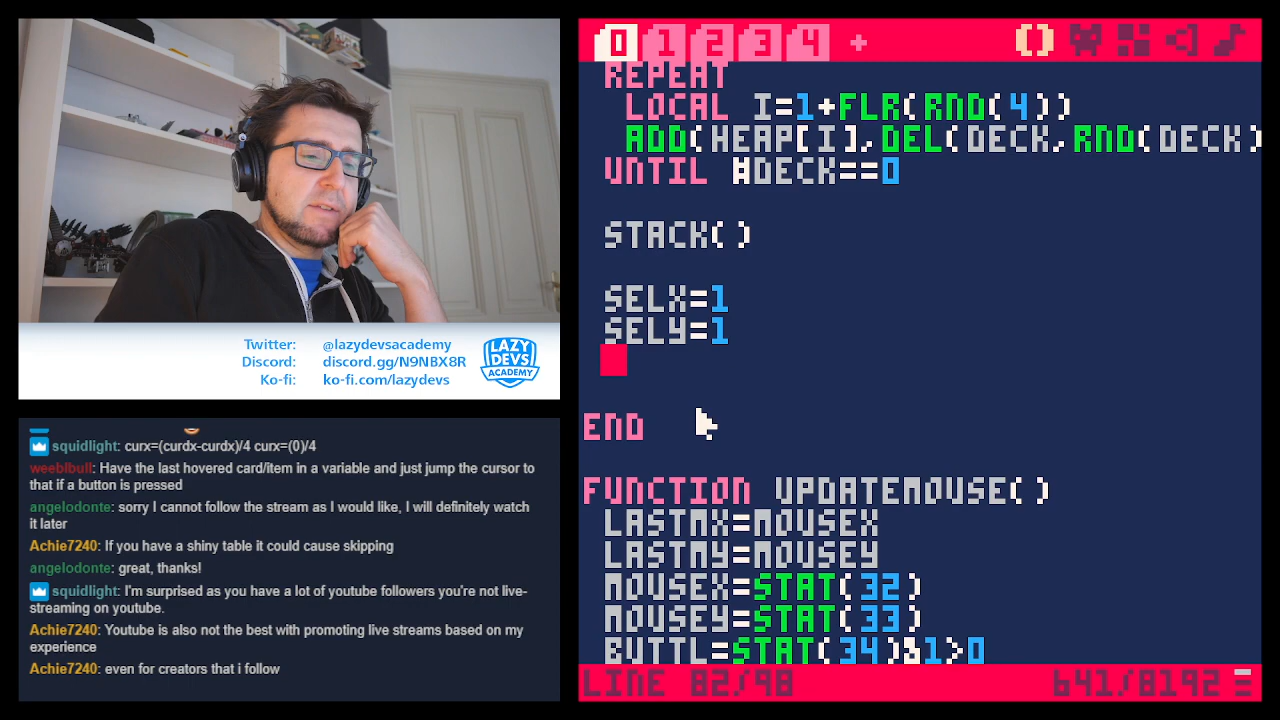 Twitter: @lazydevsacademy
Discord: discord.gg/N9NBX8R
Ko-fi: ko-fi.com/lazydevs
LAZY
DEVS
ACADEMY
squidlight: curx=(curdx-curdx)/4 curx=(0)/4
weeblbull: Have the last hovered card/item in a variable and just jump the cursor to
that if a button is pressed
angelodonte: sorry I cannot follow the stream as I would like, I will definitely watch
it later
Achie7240: If you have a shiny table it could cause skipping
angelodonte: great, thanks!
squidlight: I'm surprised as you have a lot of youtube followers you're not live-
streaming on youtube.
Achie7240: Youtube is also not the best with promoting live streams based on my
experience
Achie7240: even for creators that i follow
0 1 2 3 4 +
REPEAT
LOCAL I=1+FLR(RND(4))
ADD(HEAP[I],DEL(DECK,RND(DECK)
UNTIL #DECK==0
STACK()
SELX=1
SELY=1
END
FUNCTION UPDATEMOUSE()
LASTMX=MOUSEX
LASTMY=MOUSEY
MOUSEX=STAT(32)
MOUSEY=STAT(33)
BUTTL=STAT(34)&1>0
LINE 82/98 641/8192